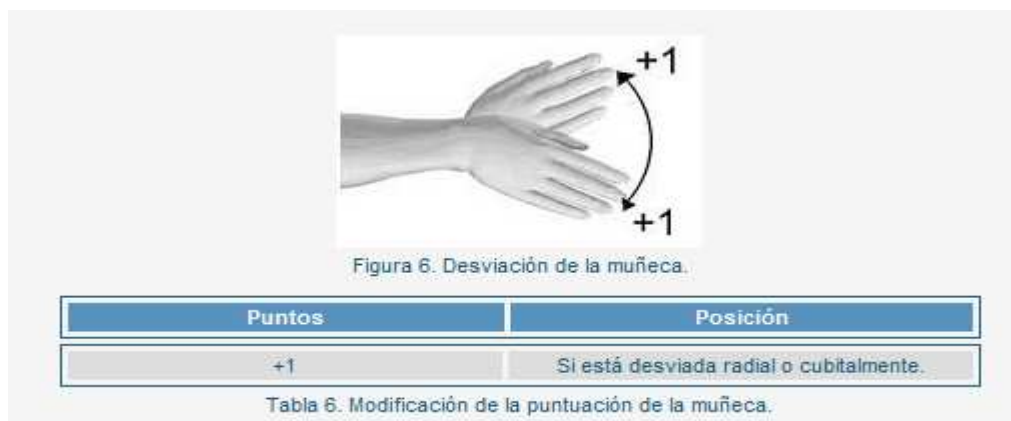 +1
+1
Figura 6. Desviación de la muñeca.
Puntos Posición
+1 Si está desviada radial o cubitalmente.
Tabla 6. Modificación de la puntuación de la muñeca.